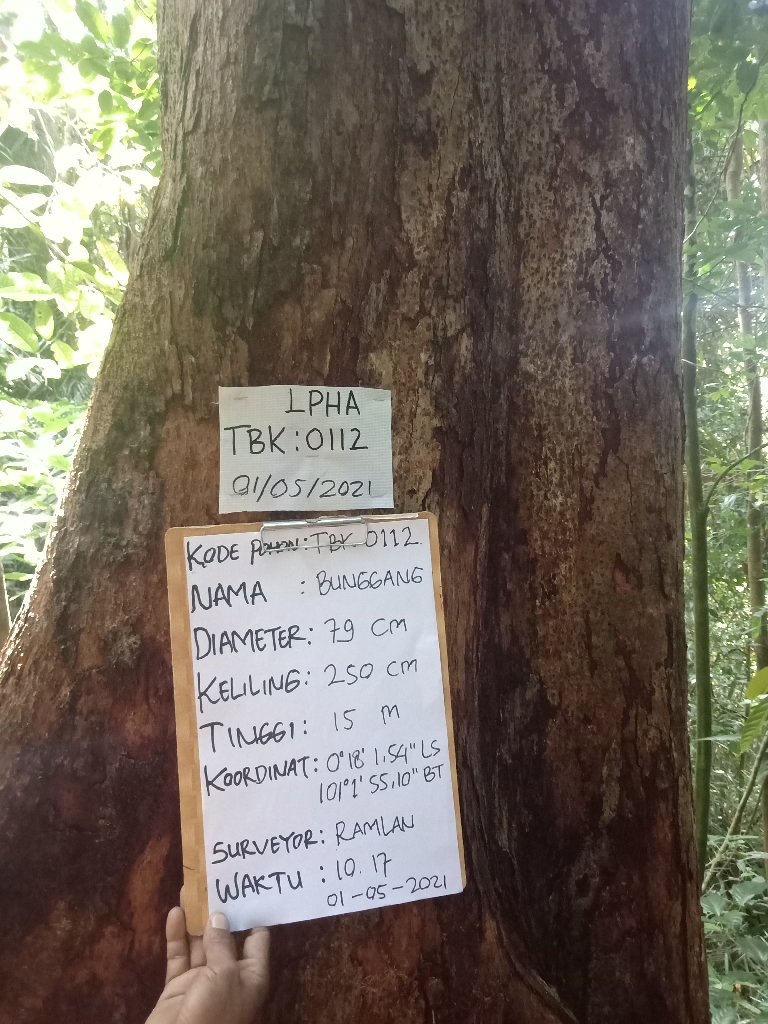 LPHA
TBK:0112
01/05/2021
KODE POHON:TBK 0112
NAMA : BUNGGANG
DIAMETER: 79 CM
KELILING: 250 CM
TINGGI: 15 M
KOORDINAT: 0°18' 1.54" LS
101°1' 55,10" BT
SURVEYOR: RAMLAN
WAKTU : 10.17
01-05-2021